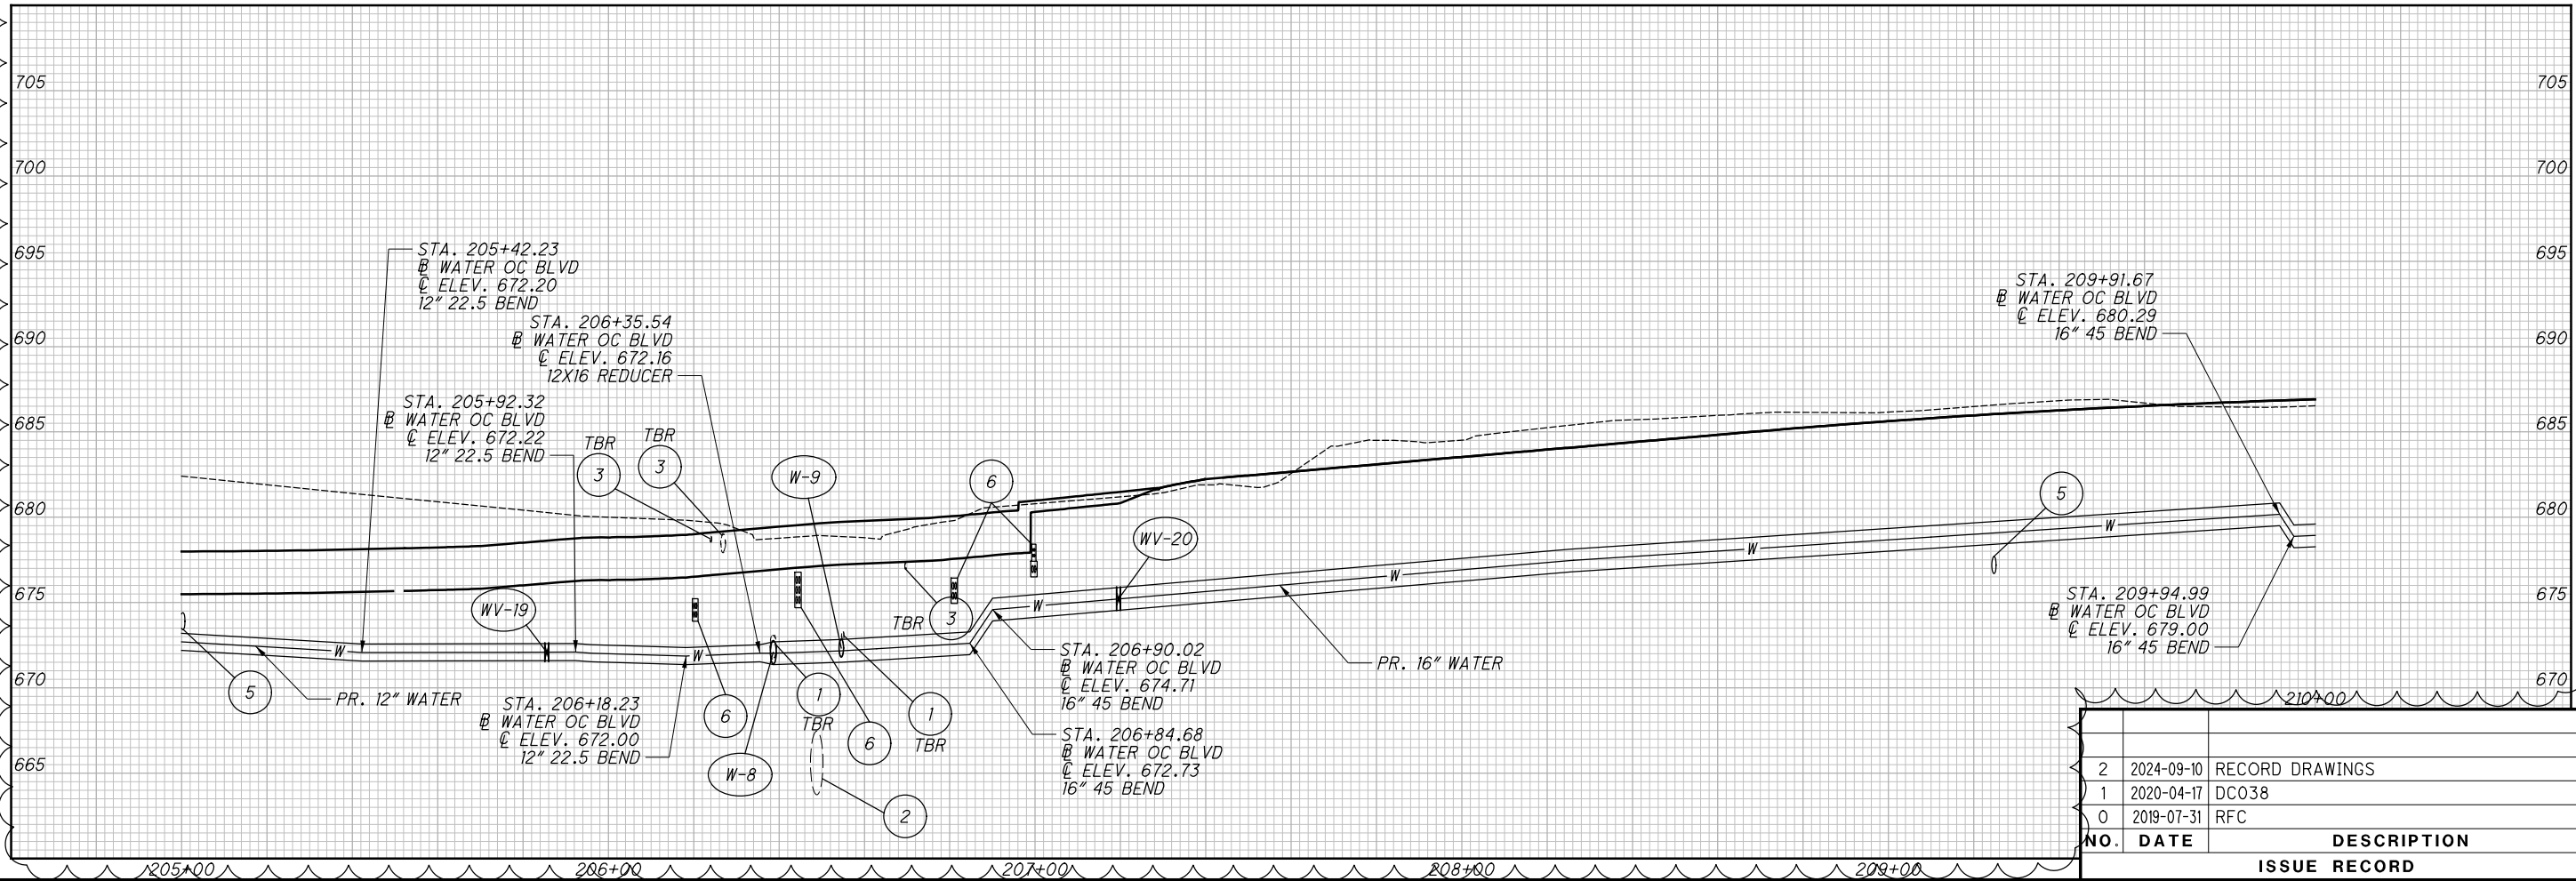 705
705
700
700
695
695
690
690
685
685
680
680
675
675
670
670
665
STA. 205+42.23
℄ WATER OC BLVD
℄ ELEV. 672.20
12" 22.5 BEND
STA. 206+35.54
WATER OC BLVD
℄ ELEV. 672.16
12X16 REDUCER
STA. 205+92.32
WATER OC BLVD
℄ ELEV. 672.22
12" 22.5 BEND
TBR
3
TBR
3
W-9
6
WV-20
STA. 209+91.67
WATER OC BLVD
℄ ELEV. 680.29
16" 45 BEND
5
WV-19
TBR
3
W
W
W
W
W
W
5
PR. 12" WATER
STA. 206+18.23
WATER OC BLVD
℄ ELEV. 672.00
12" 22.5 BEND
6
W-8
1
TBR
6
1
TBR
2
STA. 206+90.02
WATER OC BLVD
℄ ELEV. 674.71
16" 45 BEND
STA. 206+84.68
WATER OC BLVD
℄ ELEV. 672.73
16" 45 BEND
PR. 16" WATER
STA. 209+94.99
WATER OC BLVD
℄ ELEV. 679.00
16" 45 BEND
210+00
205+00
206+00
207+00
208+00
209+00
2 2024-09-10 RECORD DRAWINGS
1 2020-04-17 DC038
0 2019-07-31 RFC
NO. DATE DESCRIPTION
ISSUE RECORD